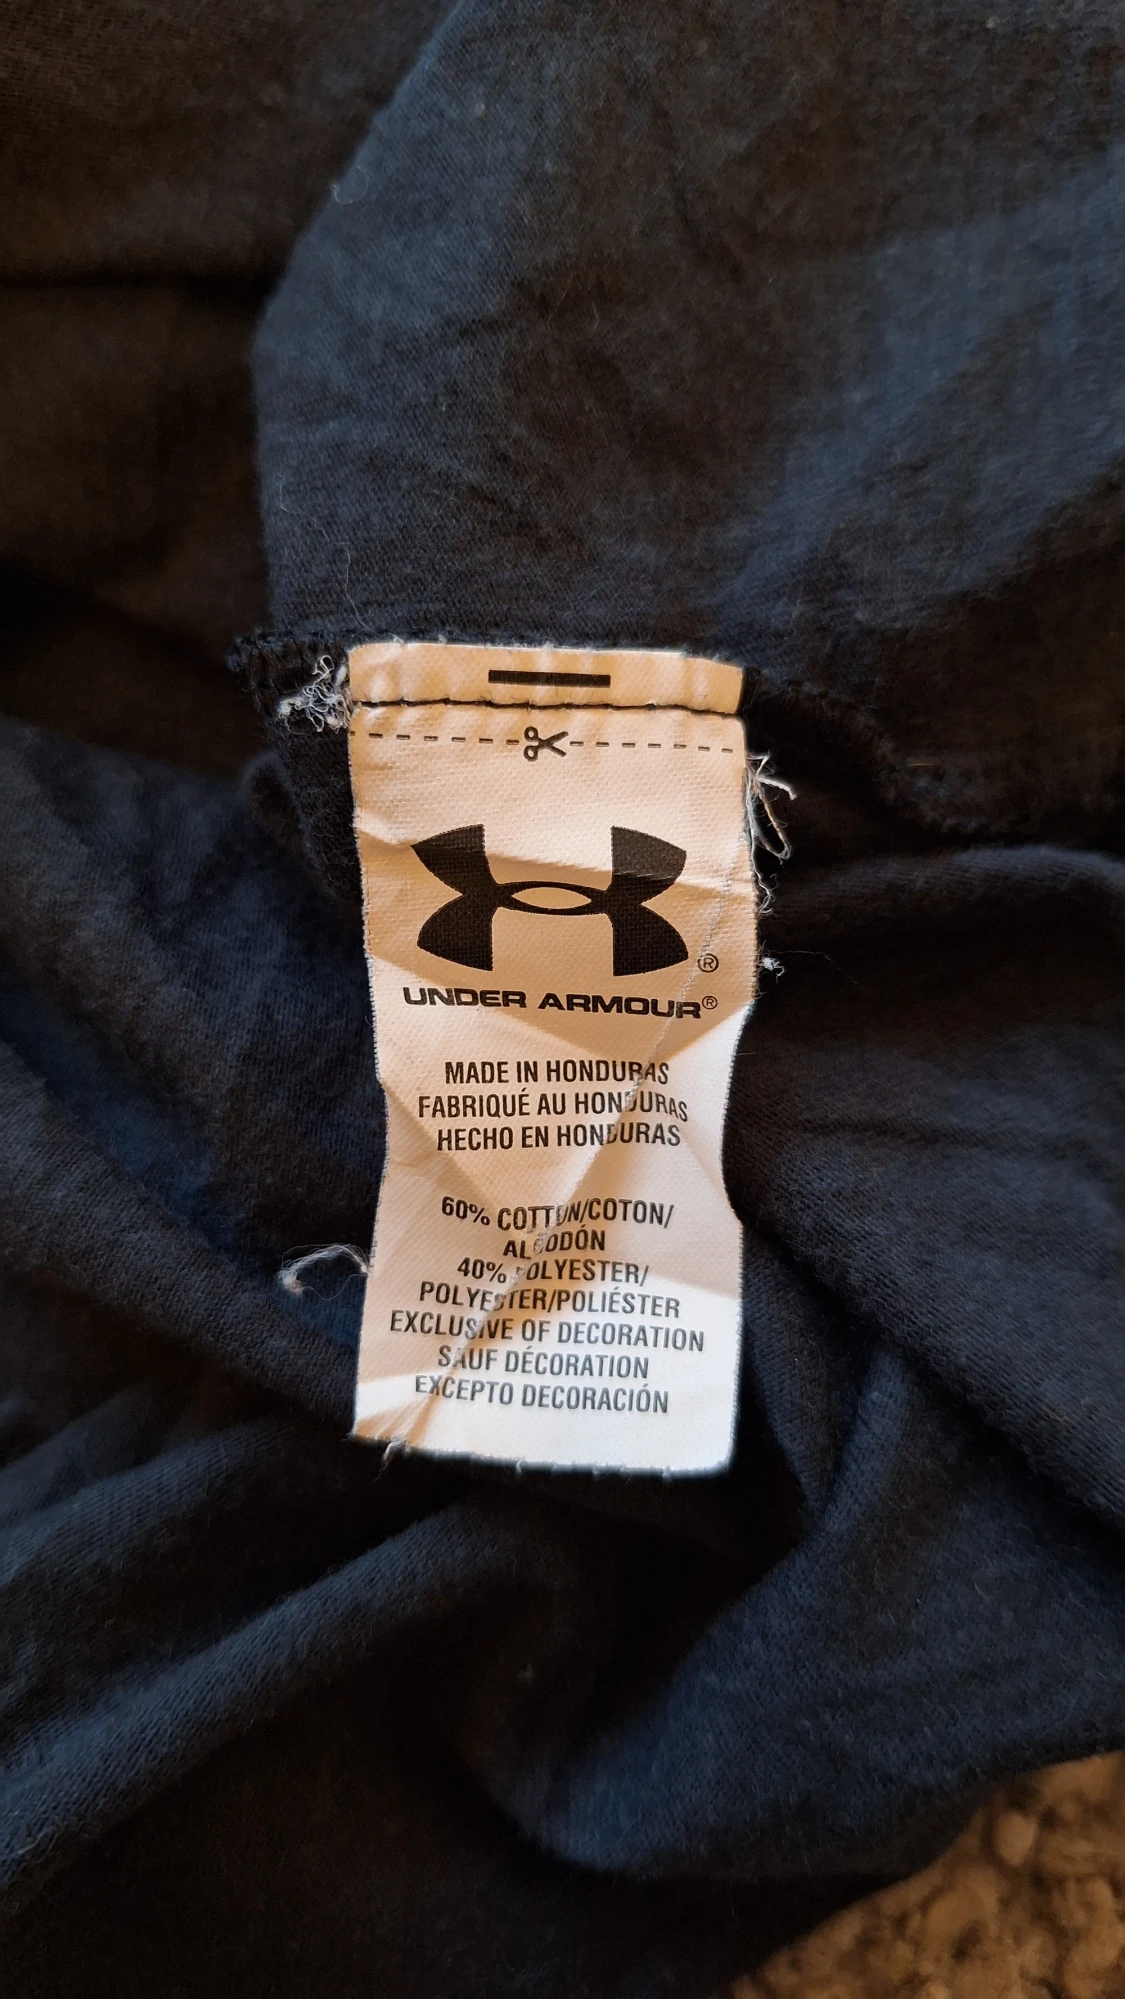 UNDER ARMOUR®
MADE IN HONDURAS
FABRIQUÉ AU HONDURAS
HECHO EN HONDURAS
60% COTTON/COTON/
ALGODÓN
40% POLYESTER/
POLYESTER/POLIÉSTER
EXCLUSIVE OF DECORATION
SAUF DÉCORATION
EXCEPTO DECORACIÓN